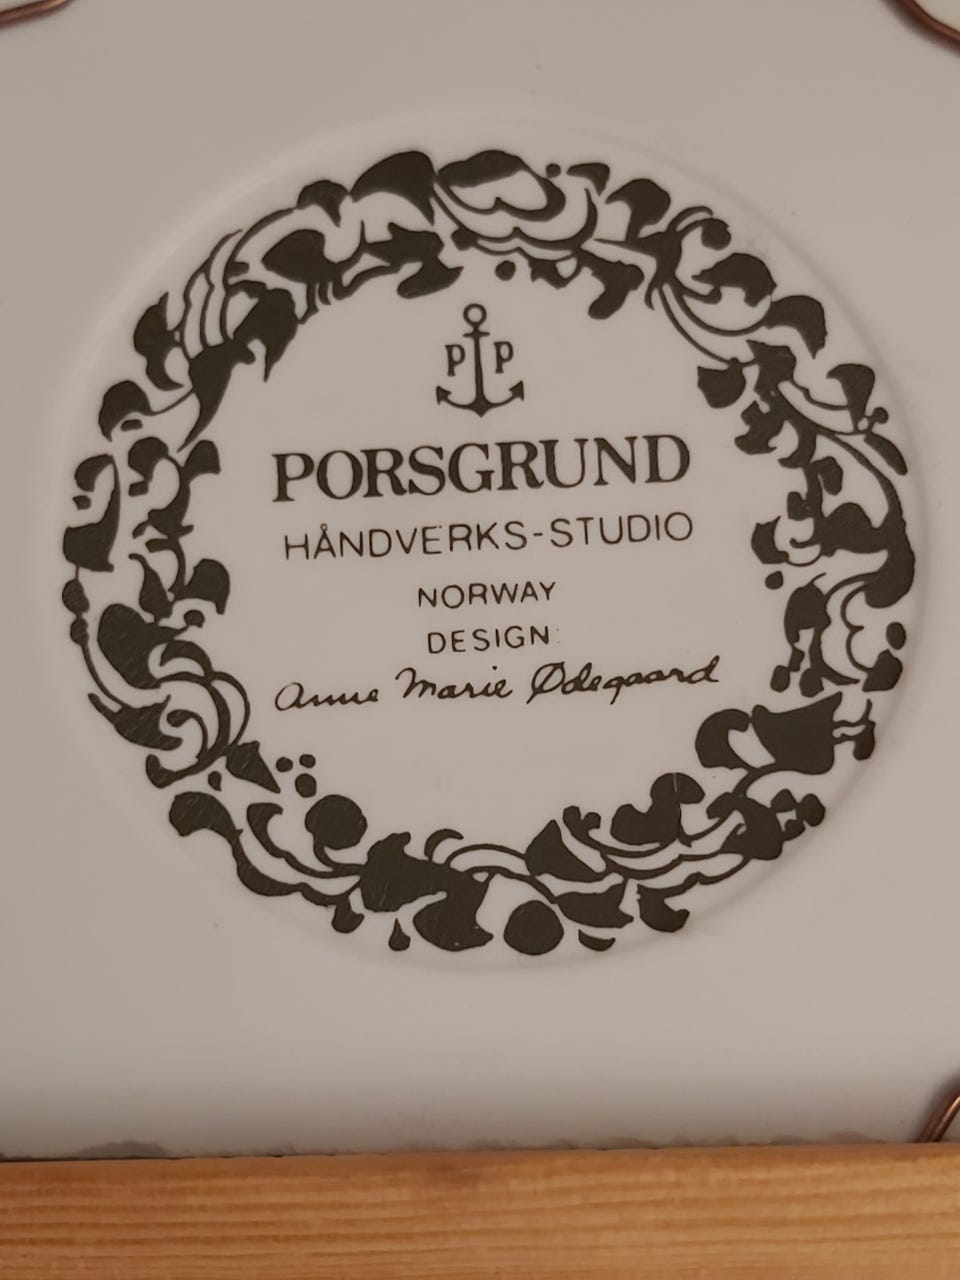 P P
PORSGRUND
HÅNDVERKS-STUDIO
NORWAY
DESIGN:
Anne Marie Ødegaard